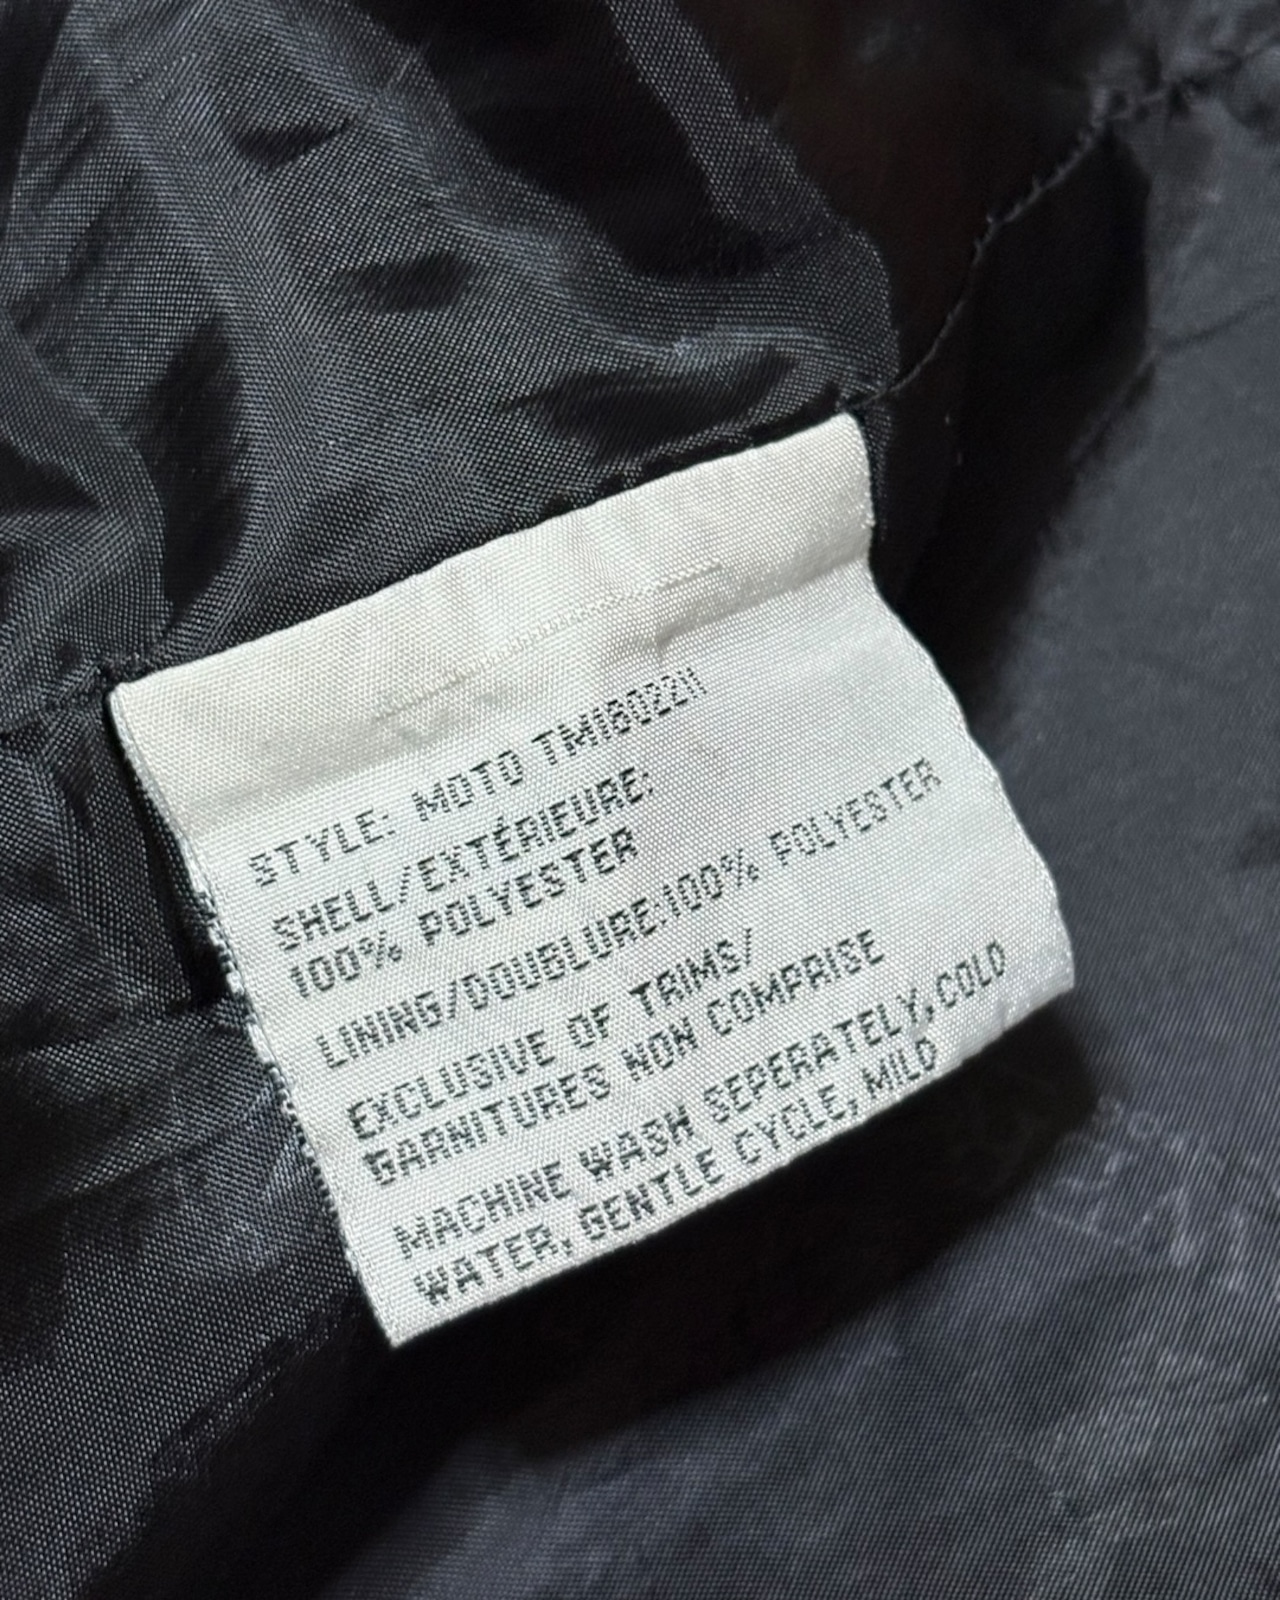 STYLE: MOTO TM1602211
SHELL/EXTÉRIEURE:
100% POLYESTER
LINING/DOUBLURE:100% POLYESTER
EXCLUSIVE OF TRIMS/
GARNITURES NON COMPRISE
MACHINE WASH SEPERATELY, COLD
WATER, GENTLE CYCLE, MILD